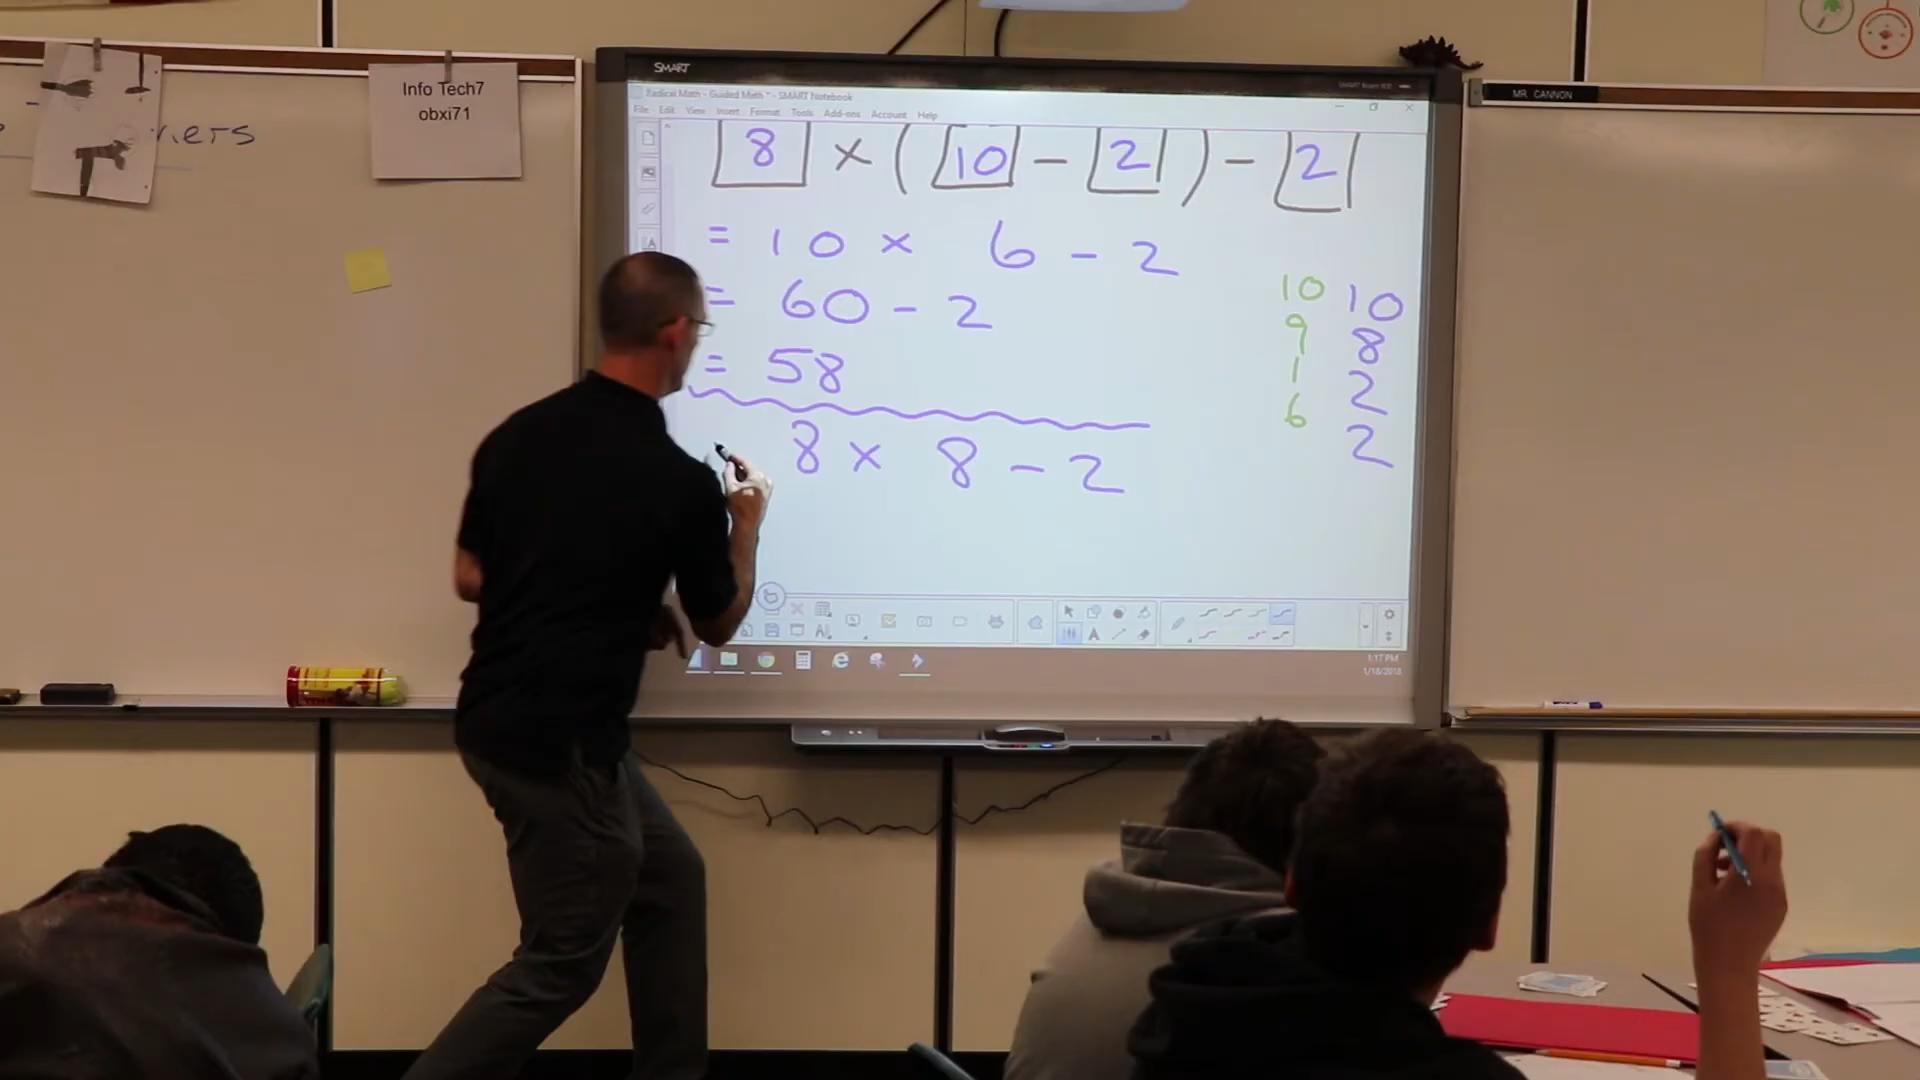 SMART
Radical Math - Guided Math * - SMART Notebook
File Edit View Insert Format Tools Add-ons Account Help
8 × ( 10 - 2 ) - 2
= 10 × 6 - 2
= 60 - 2
= 58
8 × 8 - 2
10
9
1
6
10
8
2
2
1:17 PM
1/18/2018
Info Tech7
obxi71
MR. CANNON